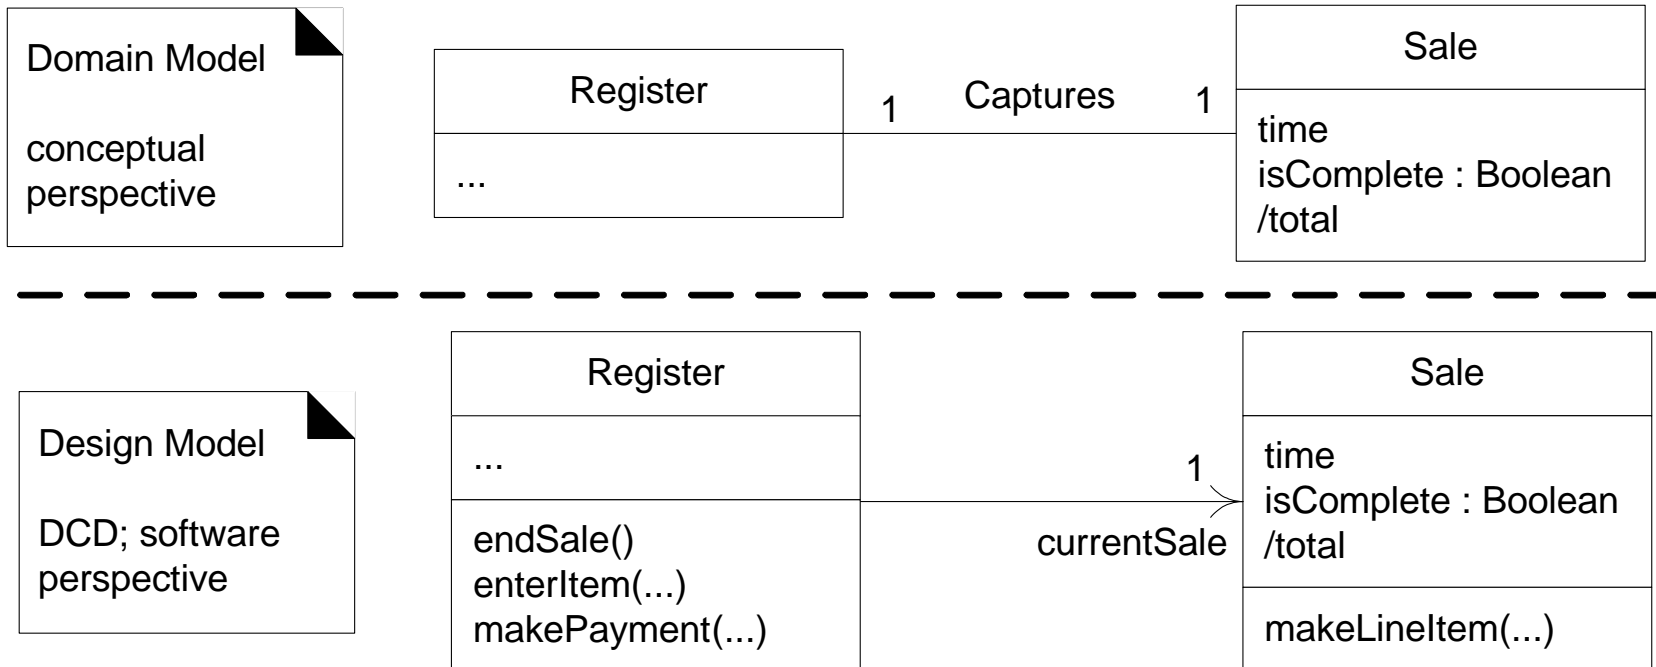 Domain Model
conceptual
perspective
Register
...
1 Captures 1
Sale
time
isComplete : Boolean
/total
Design Model
DCD; software
perspective
Register
...
endSale()
enterItem(...)
makePayment(...)
1
currentSale
Sale
time
isComplete : Boolean
/total
makeLineItem(...)